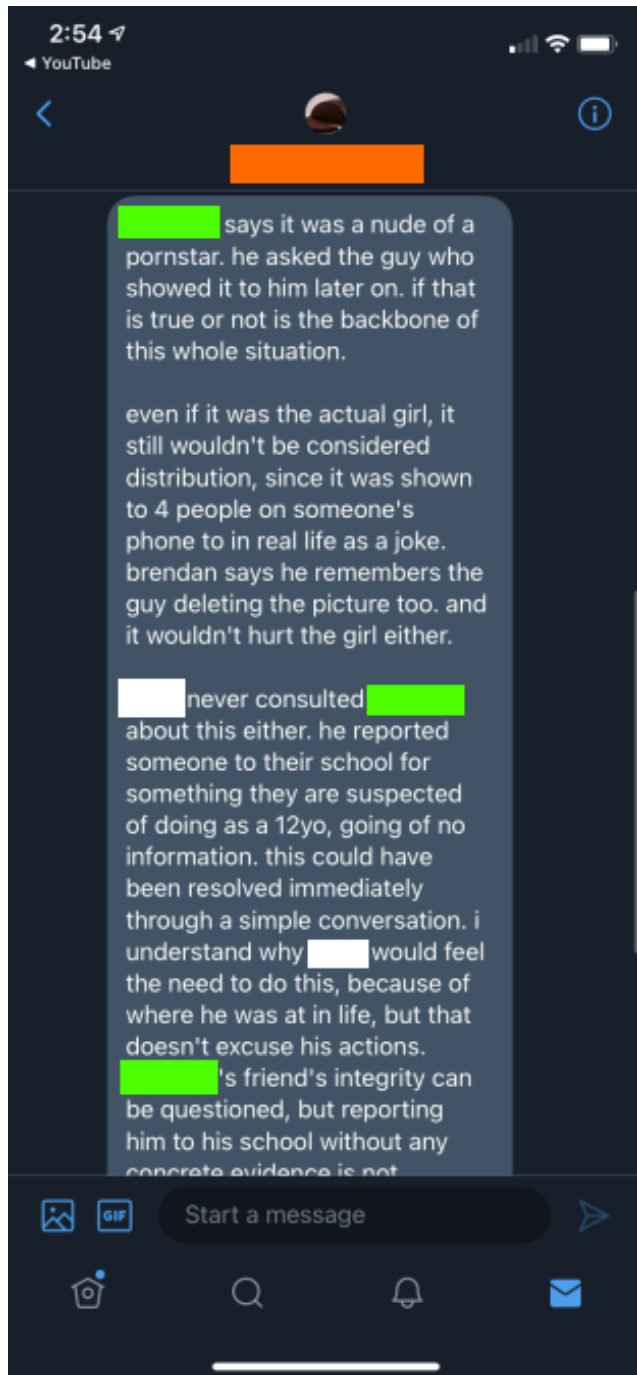 2:54
◀ YouTube
says it was a nude of a
pornstar. he asked the guy who
showed it to him later on. if that
is true or not is the backbone of
this whole situation.
even if it was the actual girl, it
still wouldn't be considered
distribution, since it was shown
to 4 people on someone's
phone to in real life as a joke.
brendan says he remembers the
guy deleting the picture too. and
it wouldn't hurt the girl either.
never consulted
about this either. he reported
someone to their school for
something they are suspected
of doing as a 12yo, going of no
information. this could have
been resolved immediately
through a simple conversation. i
understand why would feel
the need to do this, because of
where he was at in life, but that
doesn't excuse his actions.
's friend's integrity can
be questioned, but reporting
him to his school without any
concrete evidence is not
GIF
Start a message